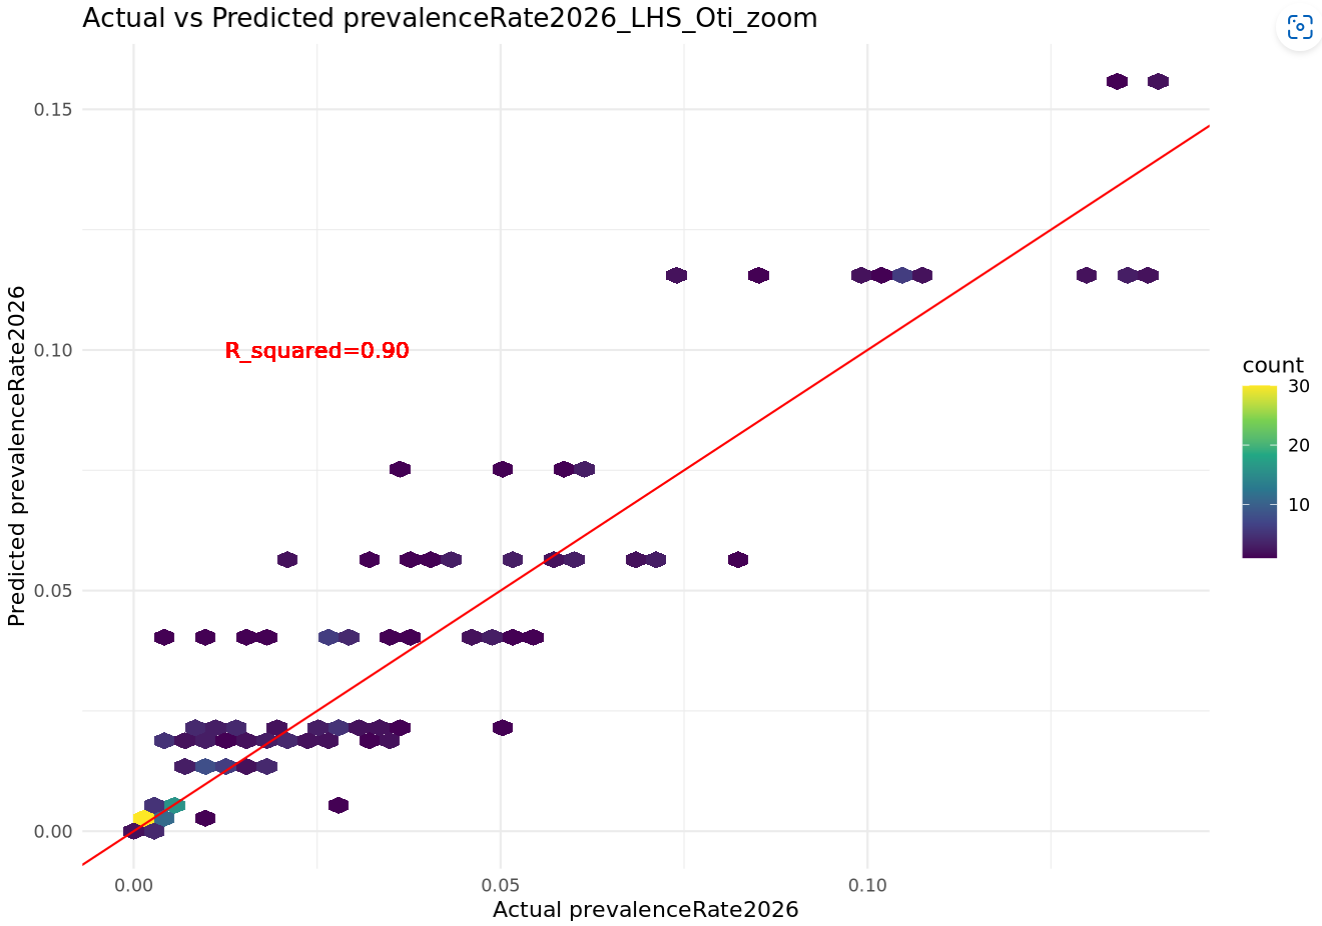 Actual vs Predicted prevalenceRate2026_LHS_Oti_zoom
0.15
0.10
0.05
0.00
Predicted prevalenceRate2026
R_squared=0.90
0.00 0.05 0.10
Actual prevalenceRate2026
count
30
20
10